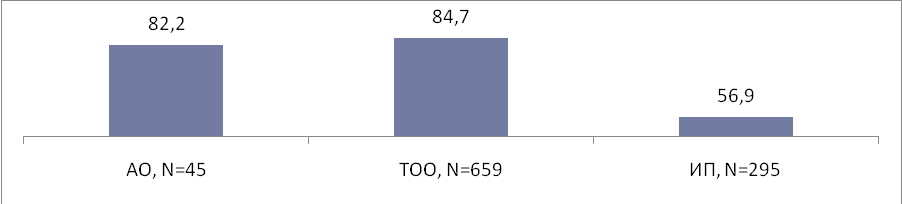 82,2
84,7
56,9
АО, N=45
ТОО, N=659
ИП, N=295